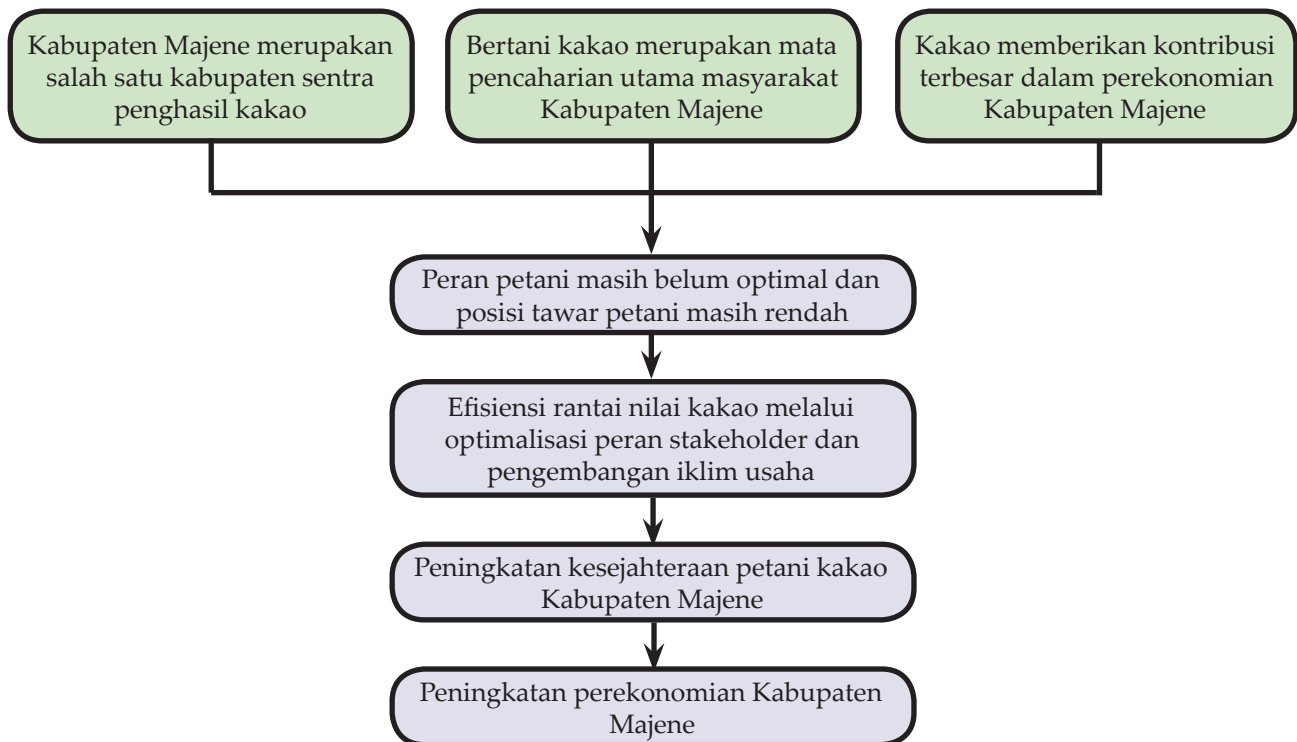 Kabupaten Majene merupakan
salah satu kabupaten sentra
penghasil kakao
Bertani kakao merupakan mata
pencaharian utama masyarakat
Kabupaten Majene
Kakao memberikan kontribusi
terbesar dalam perekonomian
Kabupaten Majene
Peran petani masih belum optimal dan
posisi tawar petani masih rendah
Efisiensi rantai nilai kakao melalui
optimalisasi peran stakeholder dan
pengembangan iklim usaha
Peningkatan kesejahteraan petani kakao
Kabupaten Majene
Peningkatan perekonomian Kabupaten
Majene